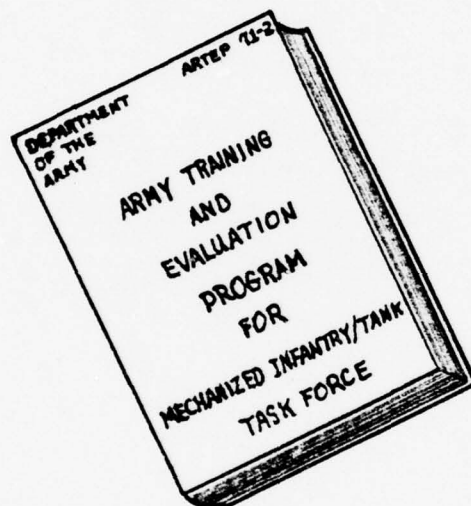 DEPARTMENT
OF THE
ARMY
ARTEP 71-2
ARMY TRAINING
AND
EVALUATION
PROGRAM
FOR
MECHANIZED INFANTRY/TANK
TASK FORCE